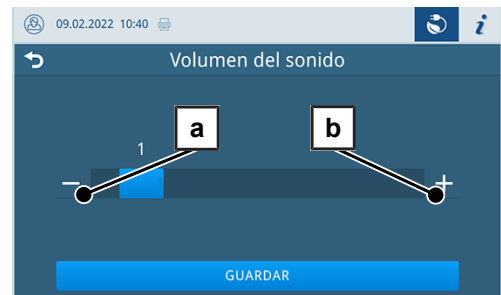 09.02.2022 10:40
i
Volumen del sonido
a
b
1
− +
GUARDAR